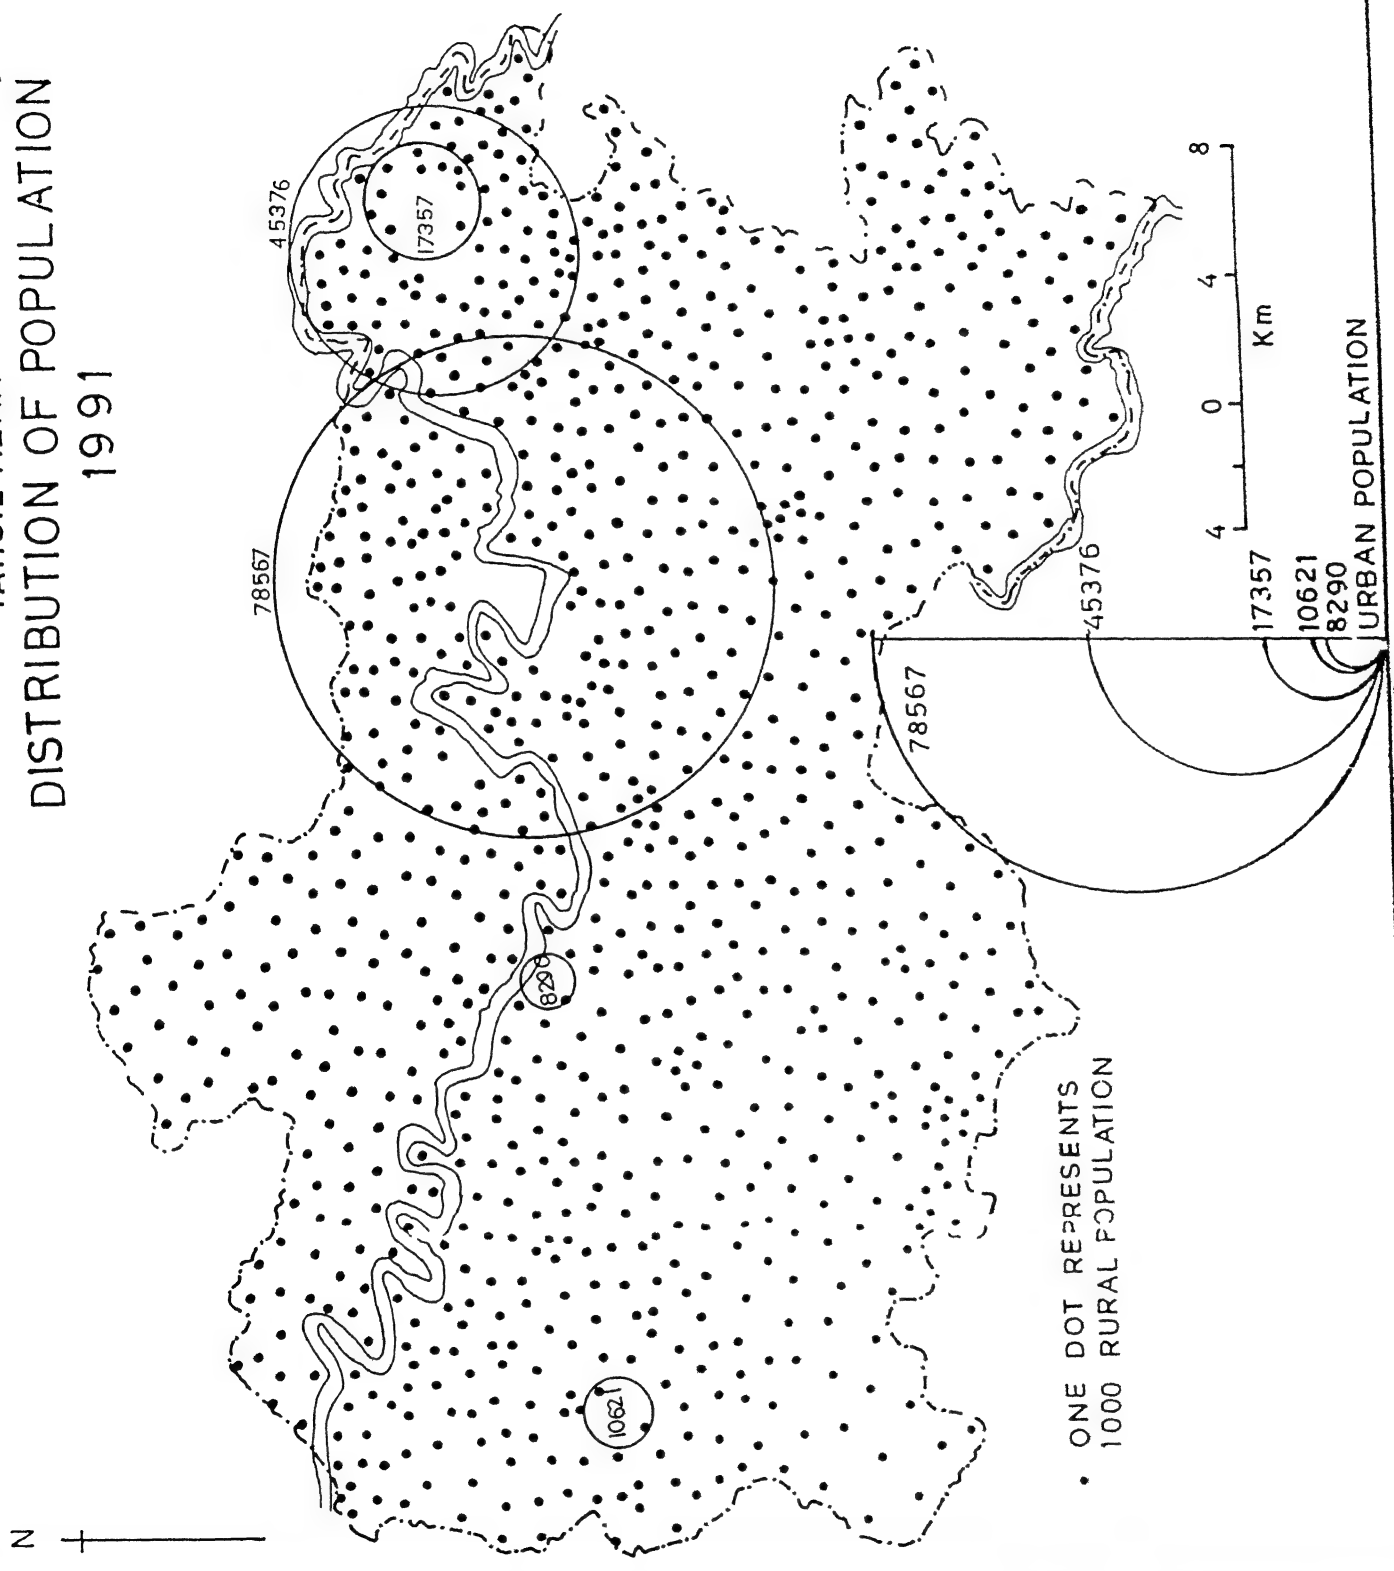 DISTRIBUTION OF POPULATION
1991
N
45376
17357
78567
8290
10621
78567
45376
17357
10621
8290
URBAN POPULATION
4 0 4 8
Km
ONE DOT REPRESENTS
1000 RURAL POPULATION